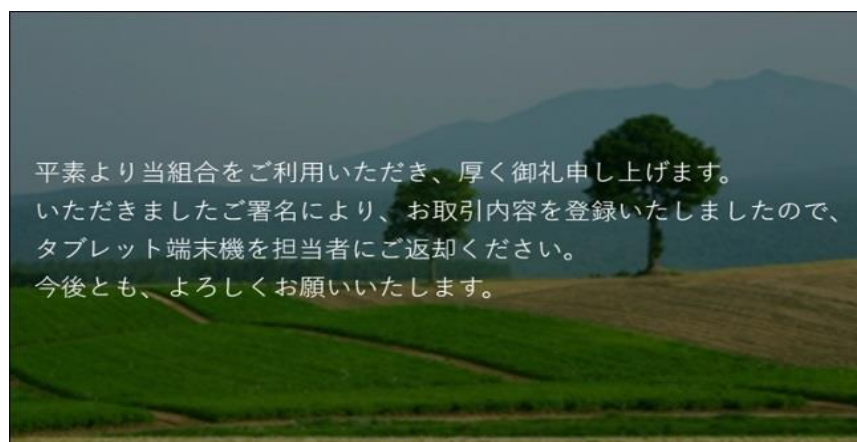 平素より当組合をご利用いただき、厚く御礼申し上げます。
いただきましたご署名により、お取引内容を登録いたしましたので、
タブレット端末機を担当者にご返却ください。
今後とも、よろしくお願いいたします。